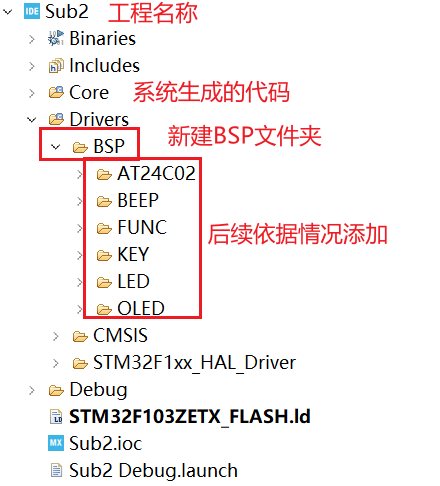 Sub2 工程名称
Binaries
Includes
Core 系统生成的代码
Drivers
BSP 新建BSP文件夹
AT24C02
BEEP
FUNC
后续依据情况添加
KEY
LED
OLED
CMSIS
STM32F1xx_HAL_Driver
Debug
STM32F103ZETX_FLASH.ld
Sub2.ioc
Sub2 Debug.launch